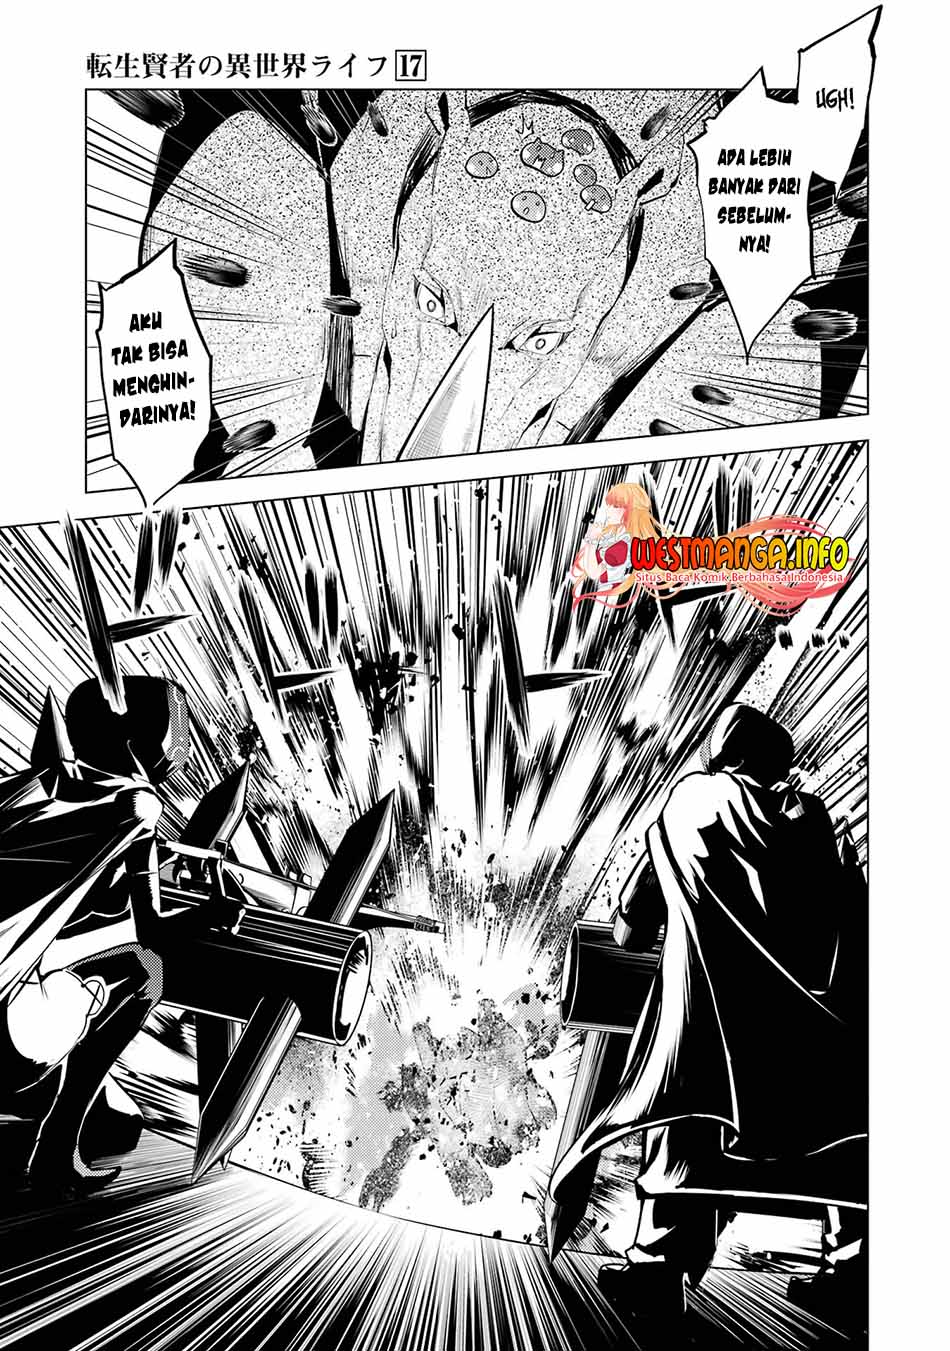 転生賢者の異世界ライフ 17
UGH!
ADA LEBIH
BANYAK DARI
SEBELUM-
NYA!
AKU
TAK BISA
MENGHIN-
DARINYA!
WESTMANGA.INFO
Situs Baca Komik Berbahasa Indonesia